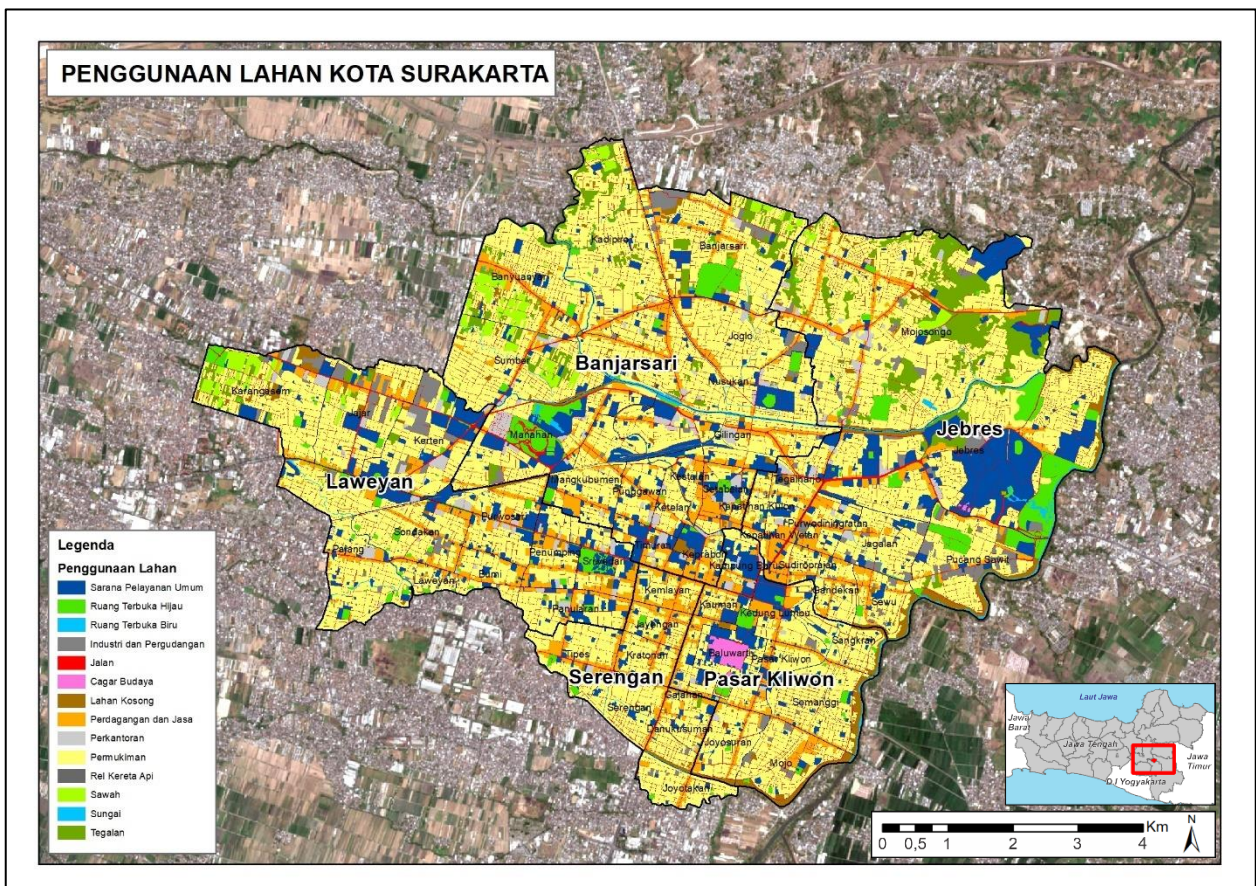 PENGGUNAAN LAHAN KOTA SURAKARTA
Kadipiro
Banjarsari
Banyuanyar
Mojosongo
Joglo
Sumber
Banjarsari
Nusukan
Karangasem
Jajar
Kerten
Manahan
Gilingan
Jebres
Jebres
Laweyan
Mangkubumen
Punggawan
Kestalan
Setabelan
Tegalharjo
Ketelan
Kepatihan Kulon
Purwodiningratan
Purwosari
Sondakan
Kepatihan Wetan
Jagalan
Pajang
Penumping
Sriwedari
Timuran
Keprabon
Kampung Baru
Sudiroprajan
Pucang Sawit
Laweyan
Bumi
Kemlayan
Kauman
Gandekan
Sewu
Panularan
Jayengan
Kedung Lumbu
Sangkrah
Tipes
Kratonan
Baluwarti
Pasar Kliwon
Serengan
Pasar Kliwon
Gajahan
Semanggi
Serengan
Danukusuman
Joyosuran
Mojo
Joyotakan
Legenda
Penggunaan Lahan
Sarana Pelayanan Umum
Ruang Terbuka Hijau
Ruang Terbuka Biru
Industri dan Pergudangan
Jalan
Cagar Budaya
Lahan Kosong
Perdagangan dan Jasa
Perkantoran
Permukiman
Rel Kereta Api
Sawah
Sungai
Tegalan
Laut Jawa
Jawa
Barat
Jawa Tengah
Jawa
Timur
D I Yogyakarta
Km
0 0,5 1 2 3 4
N